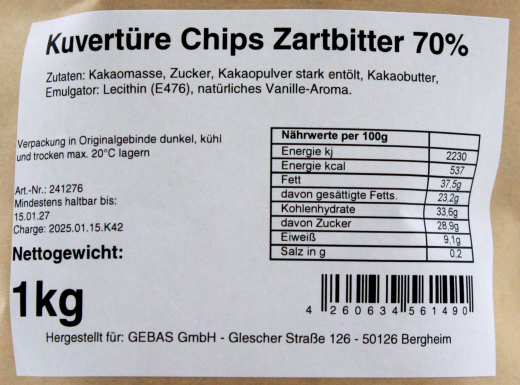 Kuvertüre Chips Zartbitter 70%
Zutaten: Kakaomasse, Zucker, Kakaopulver stark entölt, Kakaobutter,
Emulgator: Lecithin (E476), natürliches Vanille-Aroma.
Verpackung in Originalgebinde dunkel, kühl
und trocken max. 20°C lagern
Art.-Nr.: 241276
Mindestens haltbar bis:
15.01.27
Charge: 2025.01.15.K42
Nettogewicht:
1kg
Nährwerte per 100g
Energie kj 2230
Energie kcal 537
Fett 37,5g
davon gesättigte Fetts. 23,2g
Kohlenhydrate 33,6g
davon Zucker 28,9g
Eiweiß 9,1g
Salz in g 0,2
4 260634 561490
Hergestellt für: GEBAS GmbH - Glescher Straße 126 - 50126 Bergheim